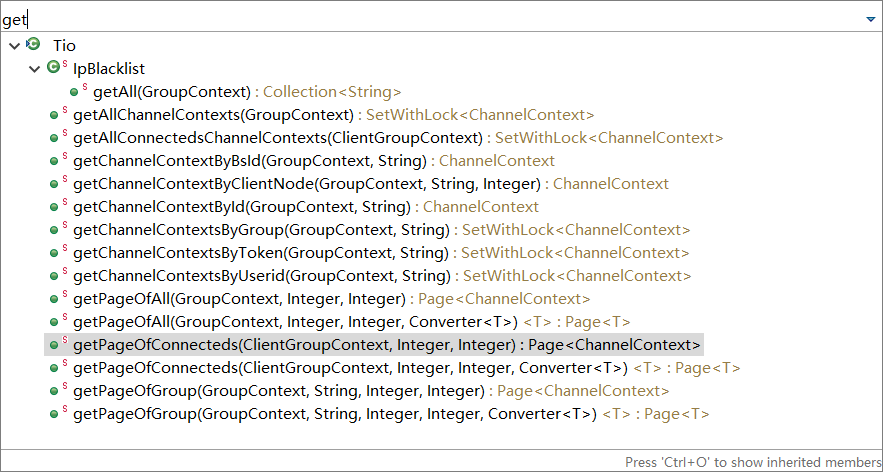 get
Tio
IpBlacklist
getAll(GroupContext) : Collection<String>
getAllChannelContexts(GroupContext) : SetWithLock<ChannelContext>
getAllConnectedsChannelContexts(ClientGroupContext) : SetWithLock<ChannelContext>
getChannelContextByBsId(GroupContext, String) : ChannelContext
getChannelContextByClientNode(GroupContext, String, Integer) : ChannelContext
getChannelContextById(GroupContext, String) : ChannelContext
getChannelContextsByGroup(GroupContext, String) : SetWithLock<ChannelContext>
getChannelContextsByToken(GroupContext, String) : SetWithLock<ChannelContext>
getChannelContextsByUserid(GroupContext, String) : SetWithLock<ChannelContext>
getPageOfAll(GroupContext, Integer, Integer) : Page<ChannelContext>
getPageOfAll(GroupContext, Integer, Integer, Converter<T>) <T> : Page<T>
getPageOfConnecteds(ClientGroupContext, Integer, Integer) : Page<ChannelContext>
getPageOfConnecteds(ClientGroupContext, Integer, Integer, Converter<T>) <T> : Page<T>
getPageOfGroup(GroupContext, String, Integer, Integer) : Page<ChannelContext>
getPageOfGroup(GroupContext, String, Integer, Integer, Converter<T>) <T> : Page<T>
Press 'Ctrl+O' to show inherited members